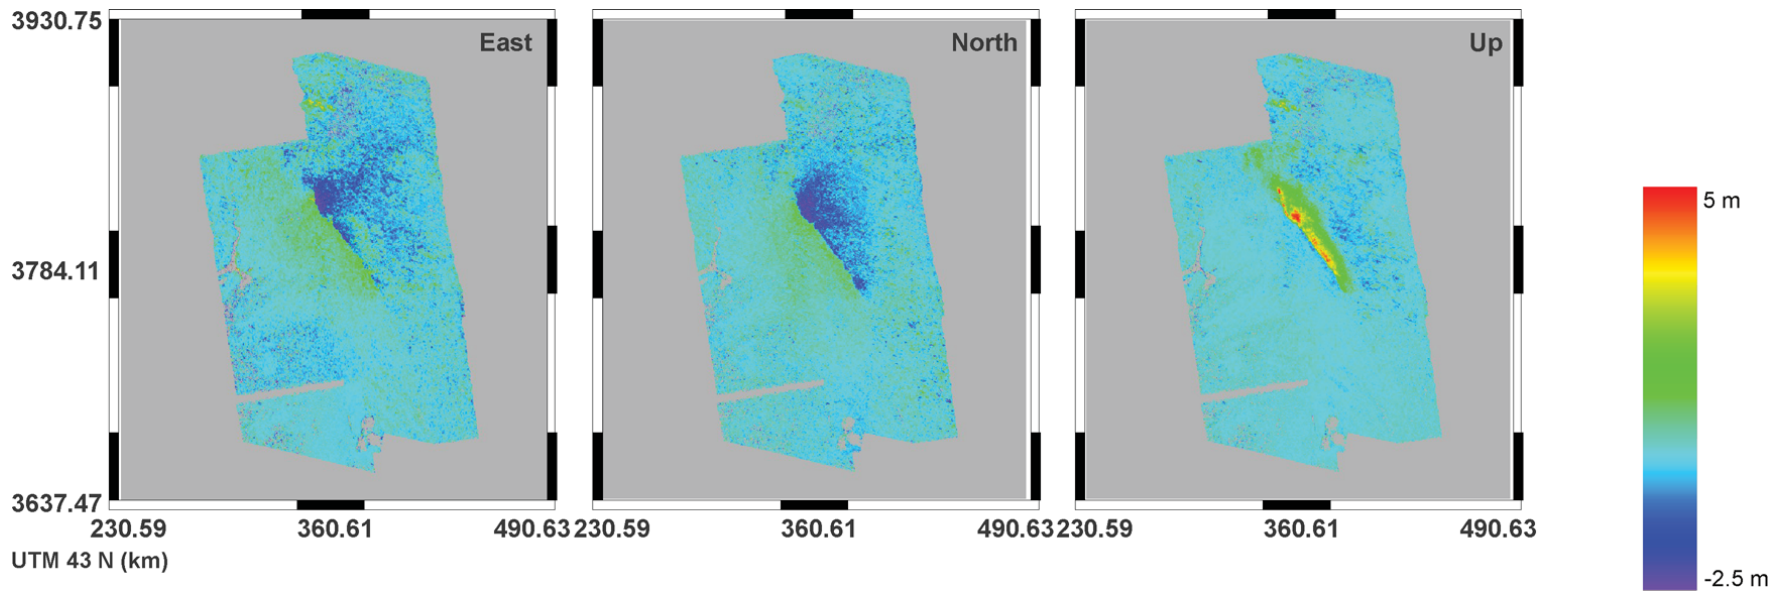 3930.75
East
North
Up
5 m
3784.11
3637.47
230.59 360.61 490.63 230.59 360.61 490.63 230.59 360.61 490.63
-2.5 m
UTM 43 N (km)